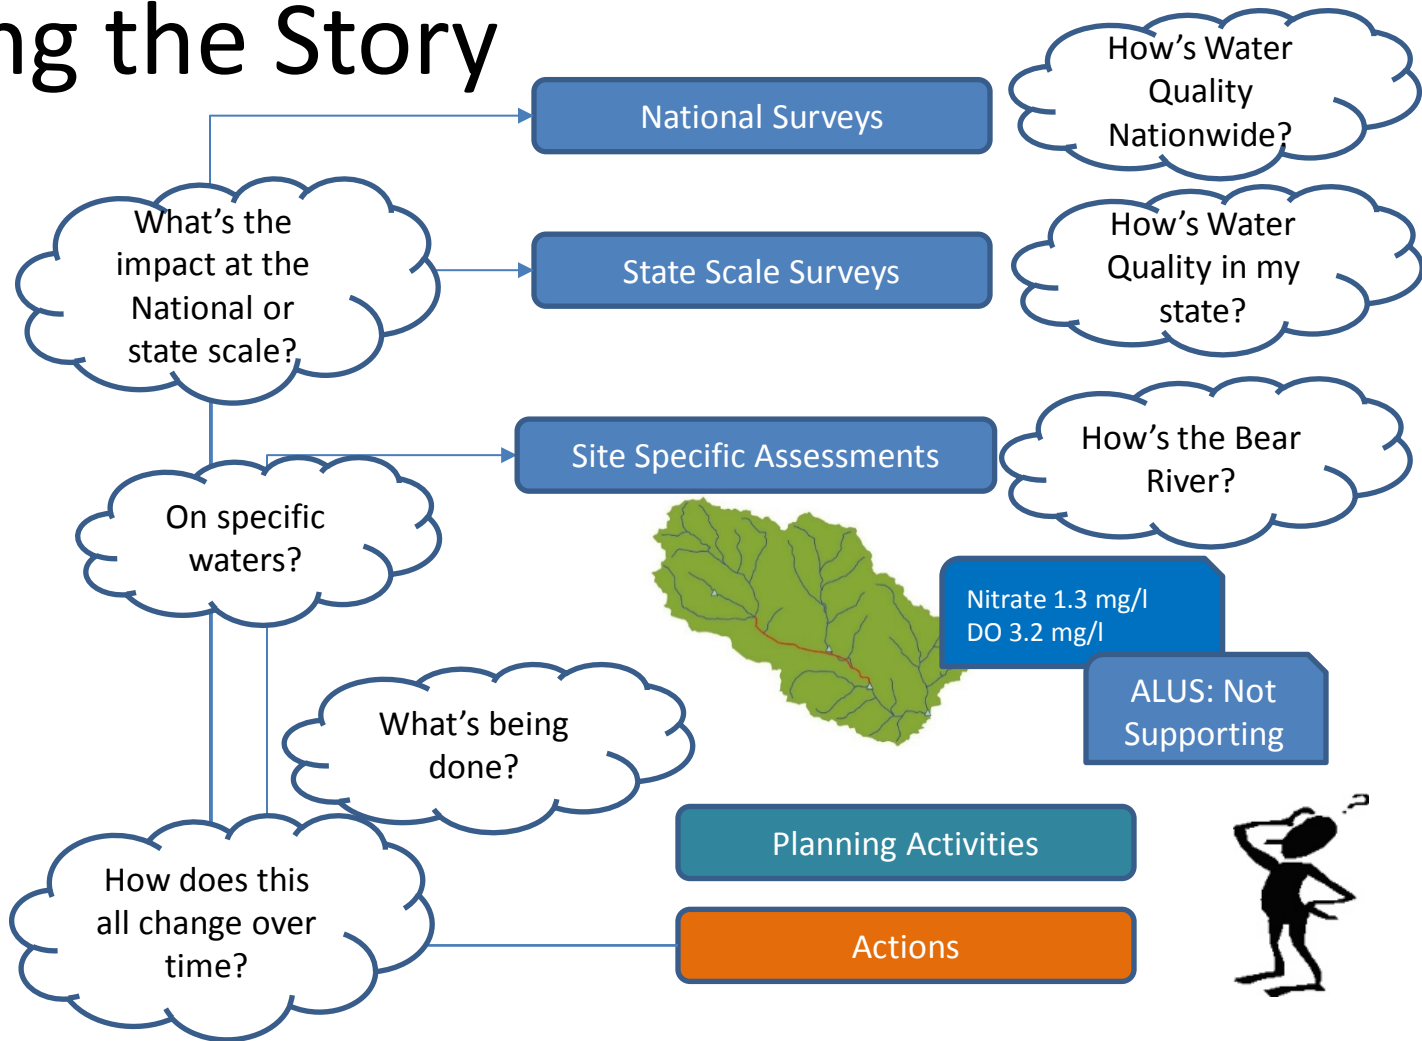 ng the Story
National Surveys
How's Water
Quality
Nationwide?
What's the
impact at the
National or
state scale?
State Scale Surveys
How's Water
Quality in my
state?
Site Specific Assessments
How's the Bear
River?
On specific
waters?
Nitrate 1.3 mg/l
DO 3.2 mg/l
ALUS: Not
Supporting
What's being
done?
Planning Activities
How does this
all change over
time?
Actions